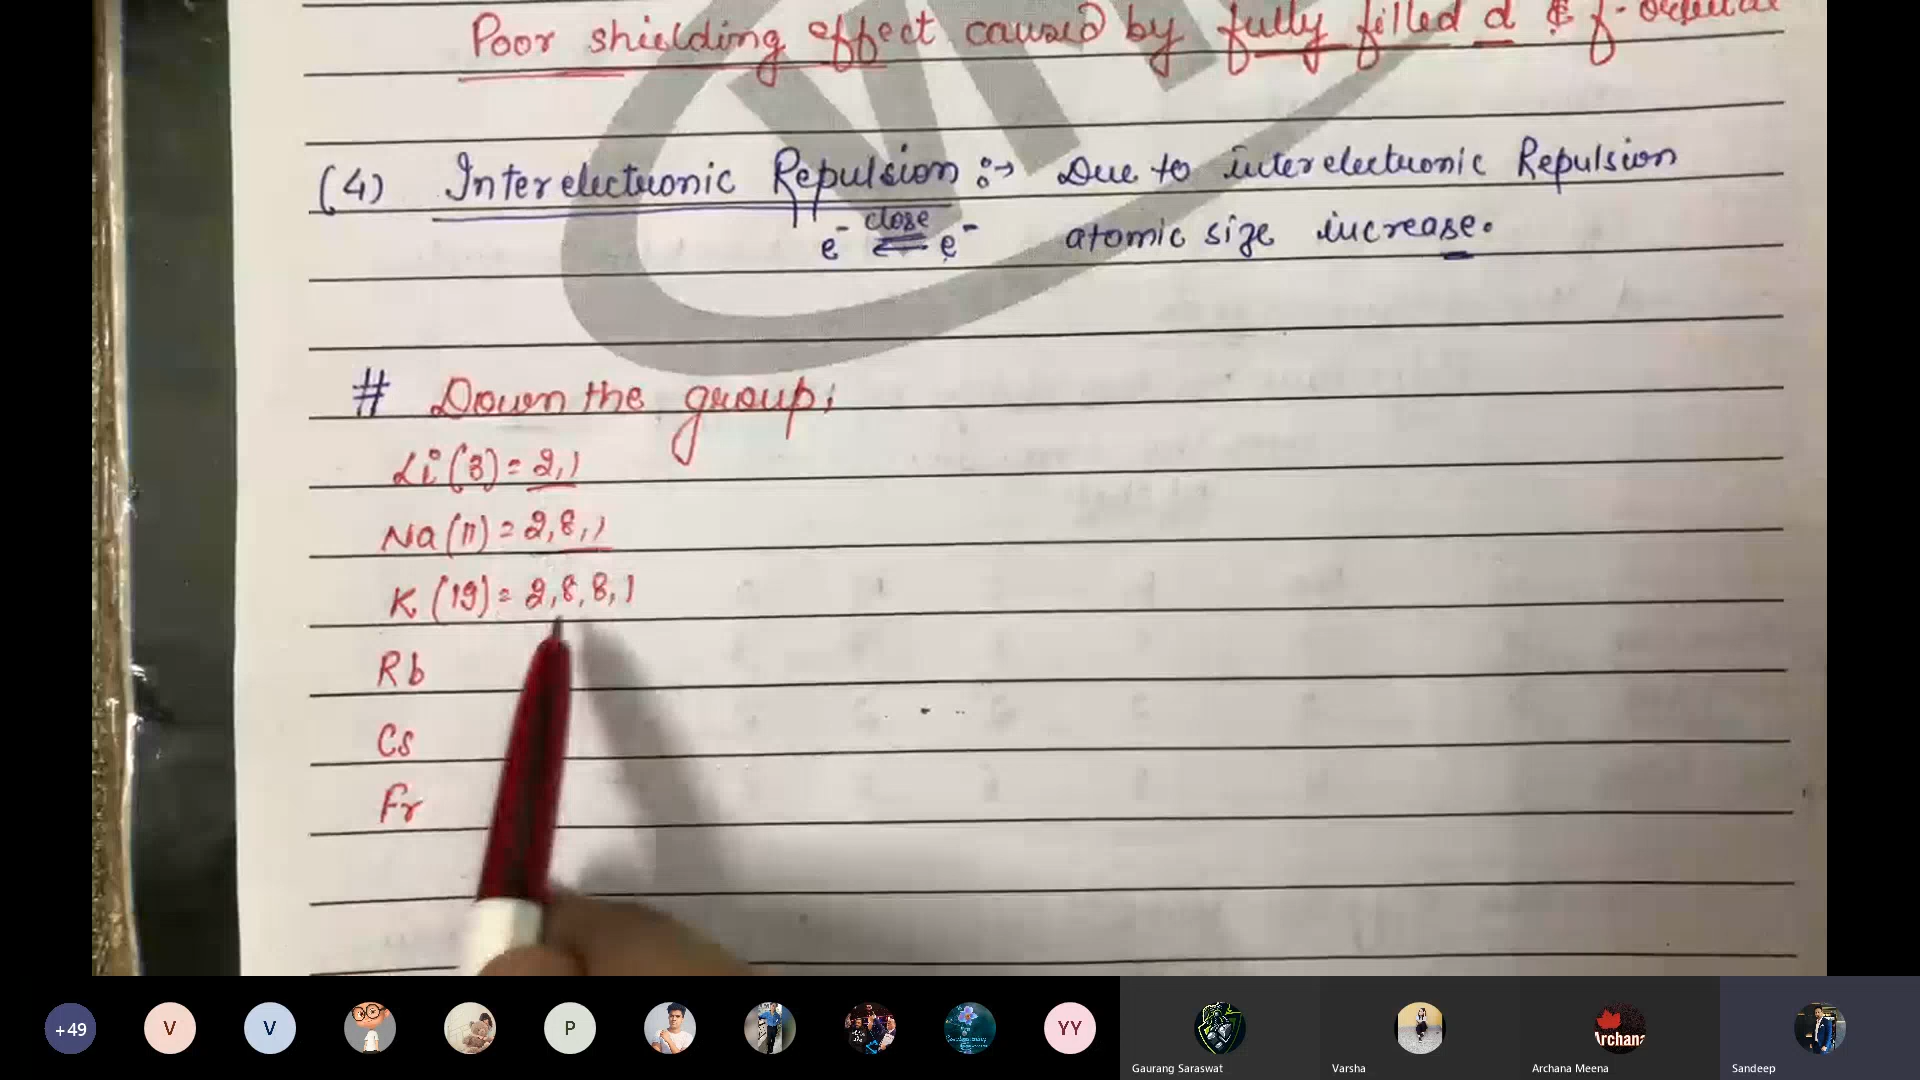 Poor shielding effect caused by fully filled d & f-orbital
(4) Interelectronic Repulsion :→ Due to interelectronic Repulsion
e⁻ close e⁻ atomic size increase.
# Down the group;
Li (3) = 2,1
Na (11) = 2,8,1
K (19) = 2,8,8,1
Rb
Cs
Fr
+49 V V P YY
Archana
Gaurang Saraswat Varsha Archana Meena Sandeep